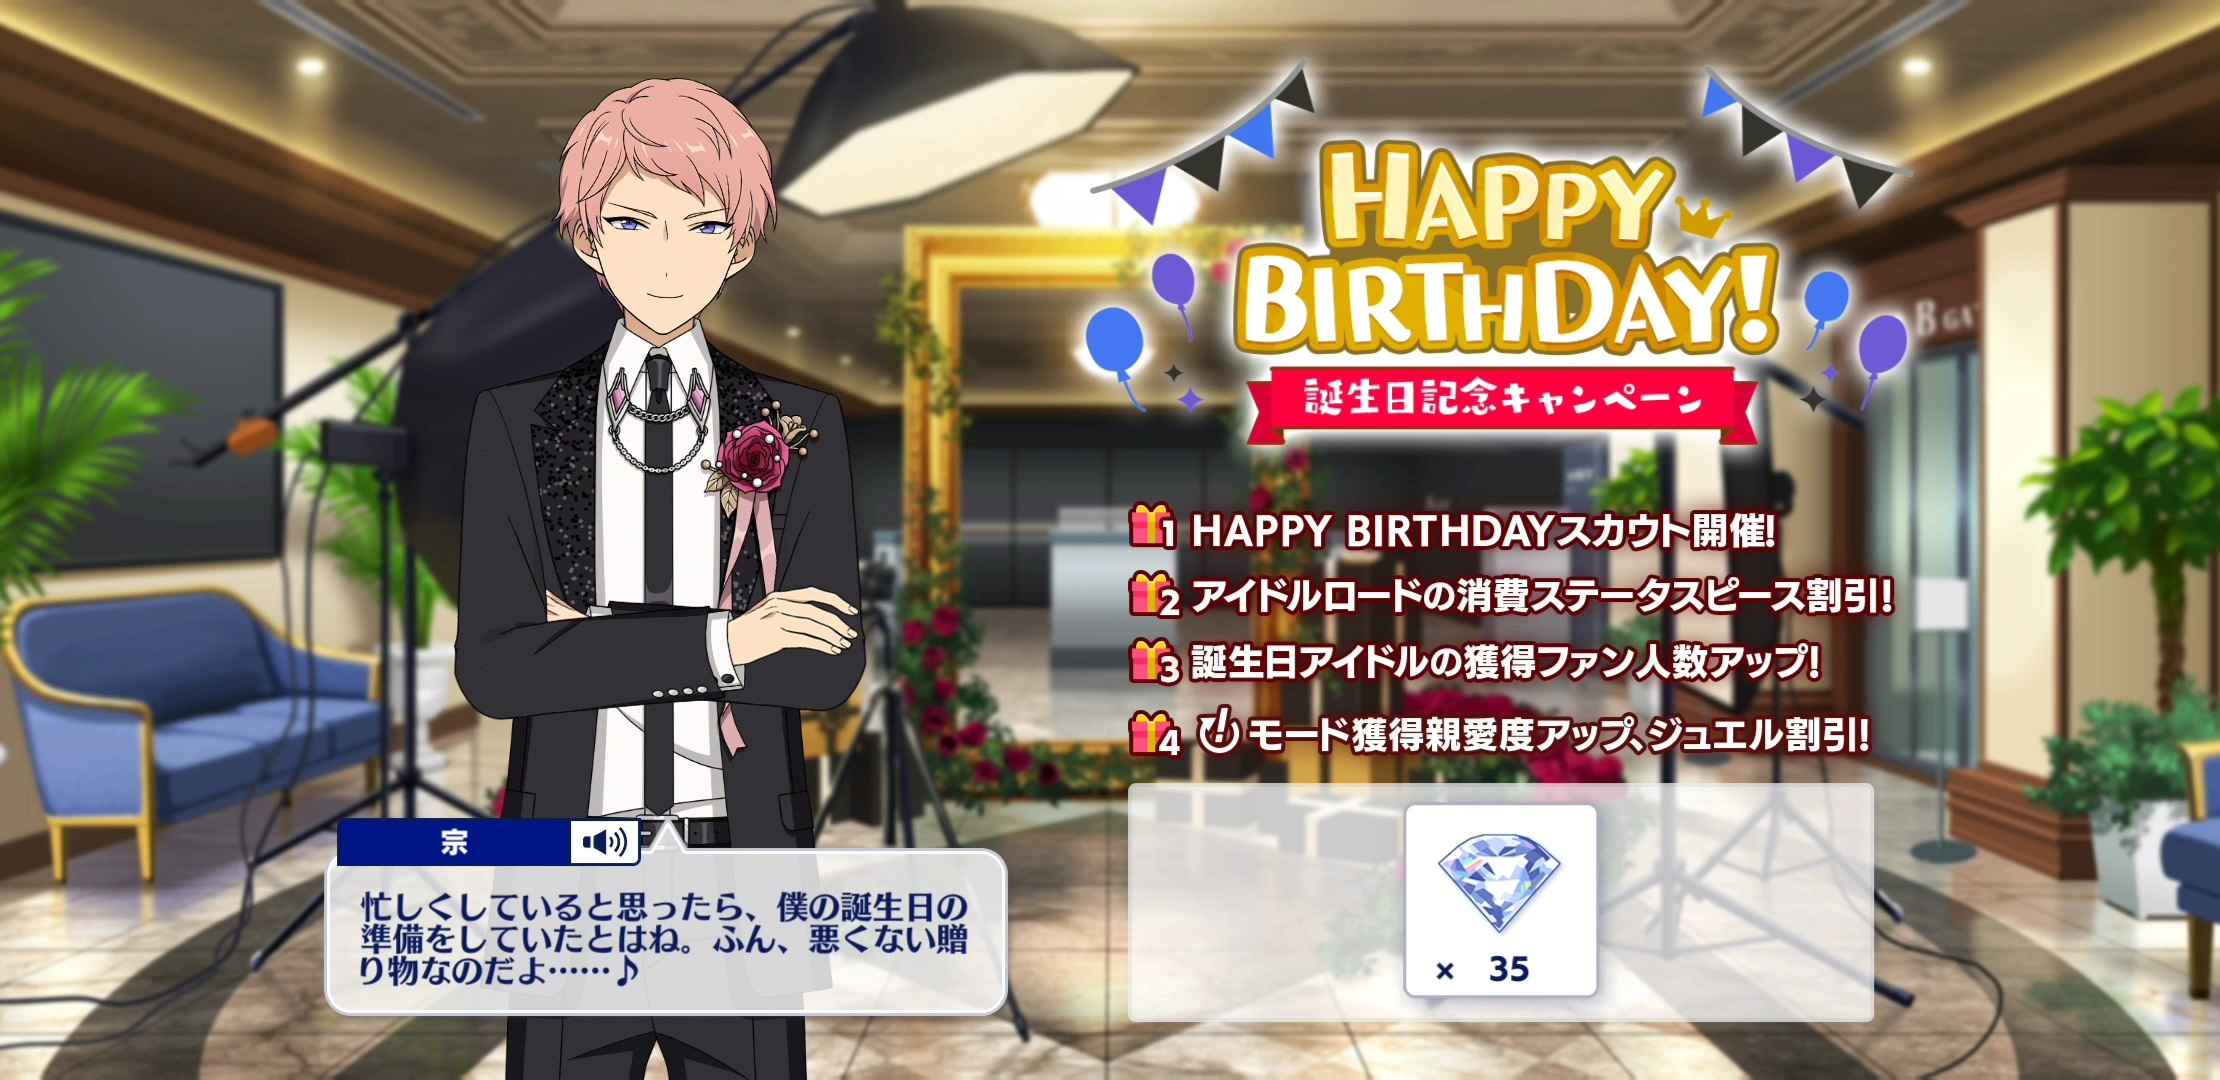 HAPPY
BIRTHDAY!
誕生日記念キャンペーン
1 HAPPY BIRTHDAYスカウト開催!
2 アイドルロードの消費ステータスピース割引!
3 誕生日アイドルの獲得ファン人数アップ!
4 !モード獲得親愛度アップ、ジュエル割引!
× 35
宗
忙しくしていると思ったら、僕の誕生日の
準備をしていたとはね。ふん、悪くない贈
り物なのだよ……♪